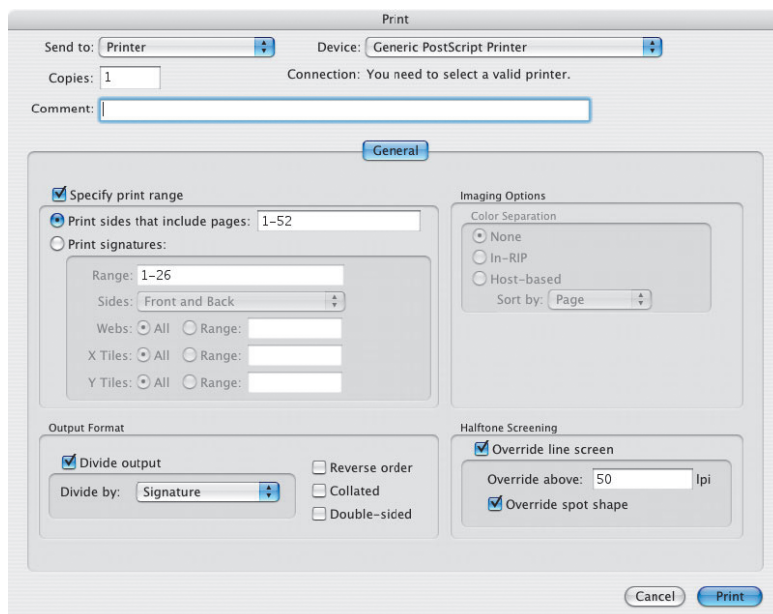 Print
Send to: Printer
Device: Generic PostScript Printer
Copies: 1
Connection: You need to select a valid printer.
Comment:
General
Specify print range
Print sides that include pages: 1-52
Print signatures:
Range: 1-26
Sides: Front and Back
Webs: All Range:
X Tiles: All Range:
Y Tiles: All Range:
Imaging Options
Color Separation
None
In-RIP
Host-based
Sort by: Page
Output Format
Divide output
Divide by: Signature
Reverse order
Collated
Double-sided
Halftone Screening
Override line screen
Override above: 50 lpi
Override spot shape
Cancel
Print